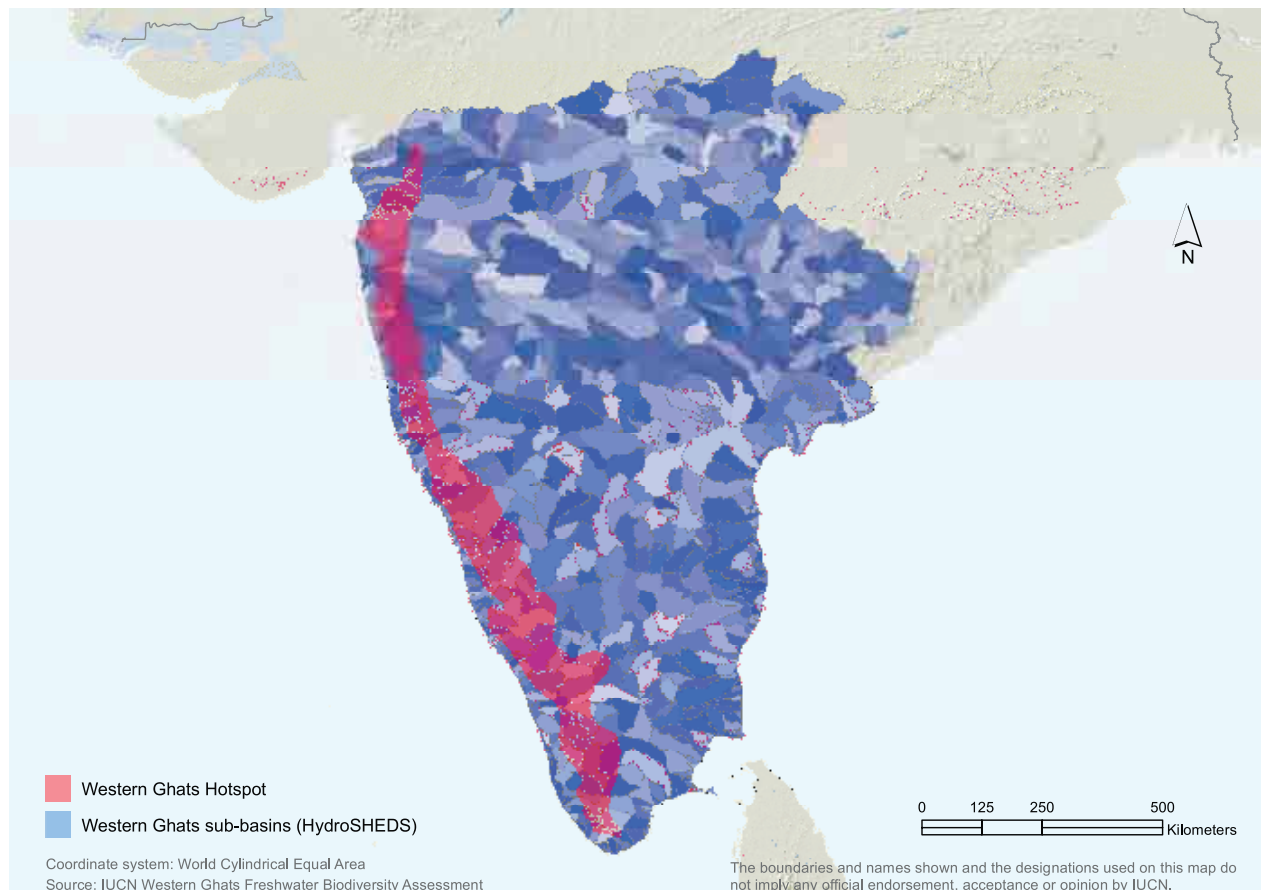 N
Western Ghats Hotspot
Western Ghats sub-basins (HydroSHEDS)
0 125 250 500
Kilometers
Coordinate system: World Cylindrical Equal Area
Source: IUCN Western Ghats Freshwater Biodiversity Assessment
The boundaries and names shown and the designations used on this map do
not imply any official endorsement, acceptance or opinion by IUCN.